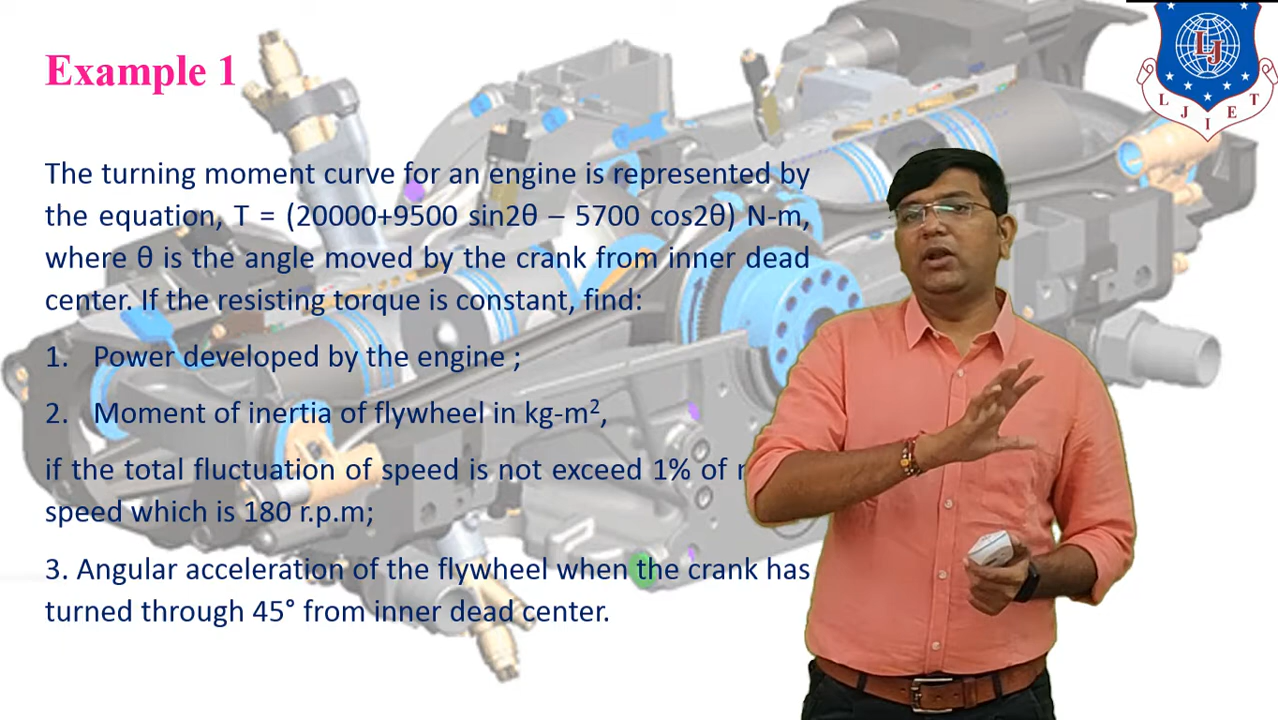 Example 1
The turning moment curve for an engine is represented by
the equation, T = (20000+9500 sin2θ – 5700 cos2θ) N-m,
where θ is the angle moved by the crank from inner dead
center. If the resisting torque is constant, find:
1. Power developed by the engine ;
2. Moment of inertia of flywheel in kg-m²,
if the total fluctuation of speed is not exceed 1% of
speed which is 180 r.p.m;
3. Angular acceleration of the flywheel when the crank has
turned through 45° from inner dead center.
LJ
L J I E T